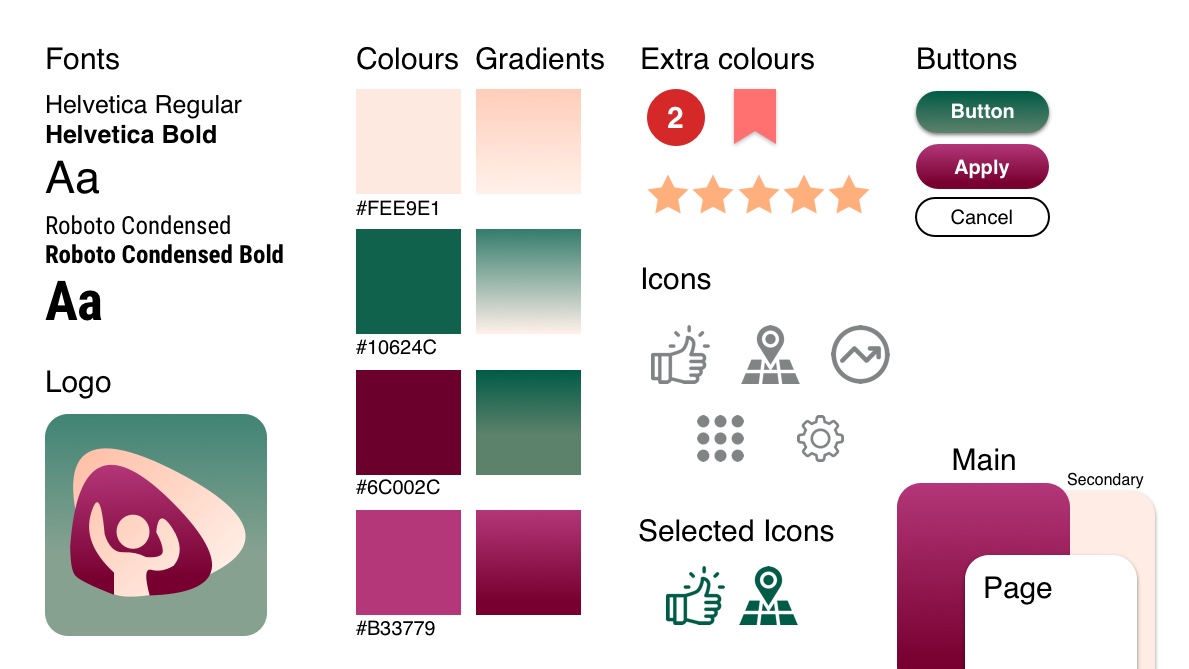 Fonts
Helvetica Regular
Helvetica Bold
Aa
Roboto Condensed
Roboto Condensed Bold
Aa
Logo
Colours
#FEE9E1
#10624C
#6C002C
#B33779
Gradients
Extra colours
2
Icons
Selected Icons
Buttons
Button
Apply
Cancel
Main
Secondary
Page